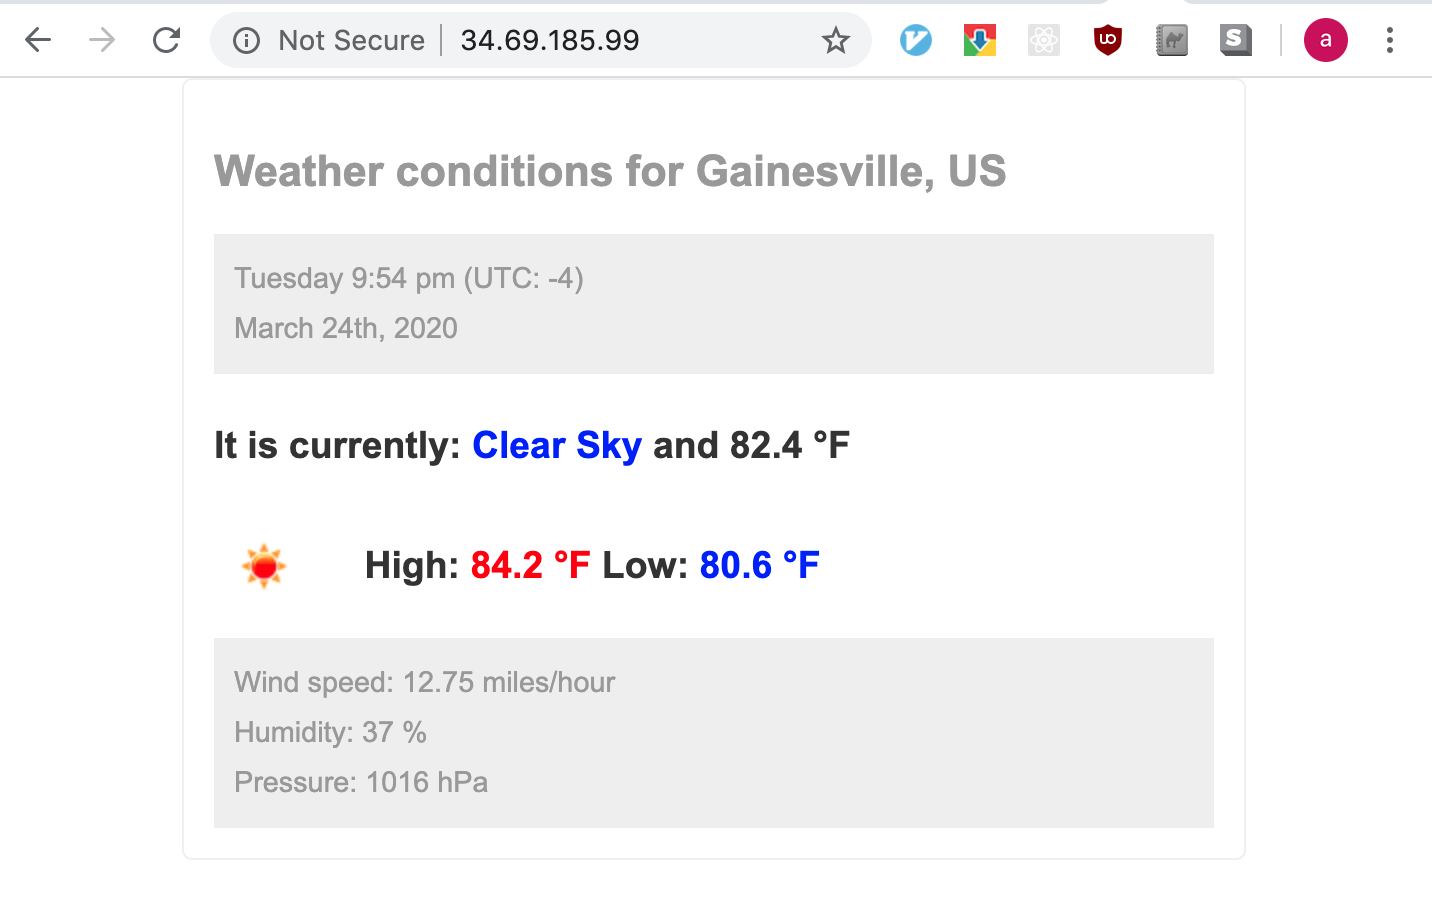 Not Secure 34.69.185.99
UO
S
a
Weather conditions for Gainesville, US
Tuesday 9:54 pm (UTC: -4)
March 24th, 2020
It is currently: Clear Sky and 82.4 °F
High: 84.2 °F Low: 80.6 °F
Wind speed: 12.75 miles/hour
Humidity: 37 %
Pressure: 1016 hPa